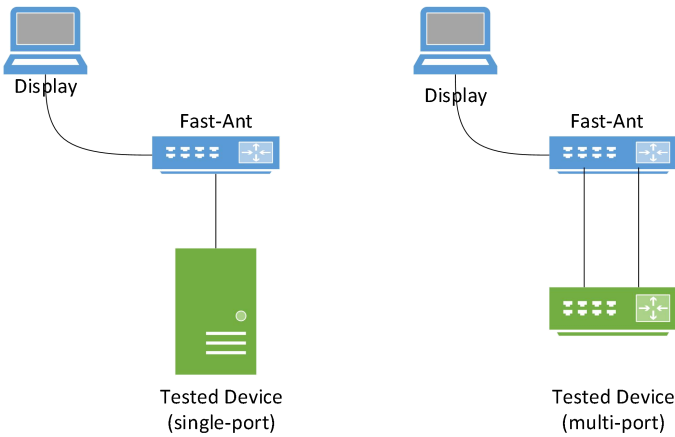 Display
Fast-Ant
Tested Device
(single-port)
Display
Fast-Ant
Tested Device
(multi-port)